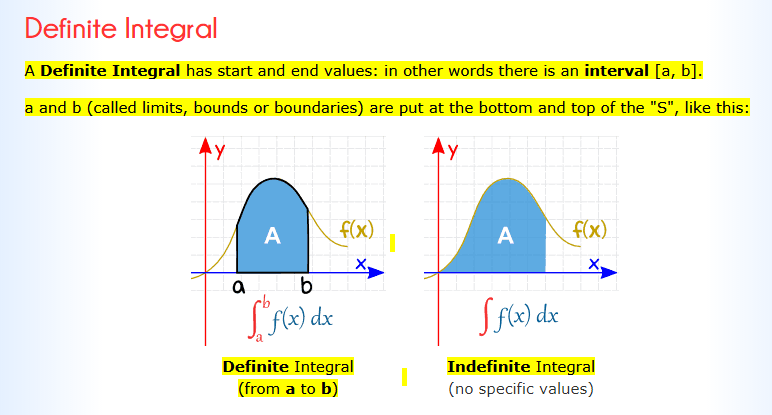 Definite Integral
A Definite Integral has start and end values: in other words there is an interval [a, b].
a and b (called limits, bounds or boundaries) are put at the bottom and top of the "S", like this:
y
A
f(x)
x
a b
∫ₐᵇ f(x) dx
Definite Integral
(from a to b)
y
A
f(x)
x
∫ f(x) dx
Indefinite Integral
(no specific values)